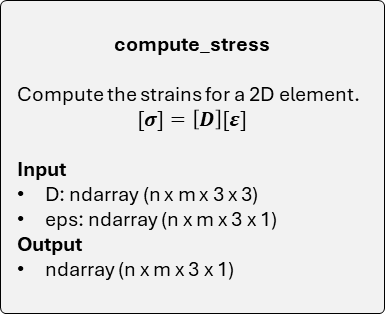 compute_stress
Compute the strains for a 2D element.
[σ] = [D][ε]
Input
• D: ndarray (n x m x 3 x 3)
• eps: ndarray (n x m x 3 x 1)
Output
• ndarray (n x m x 3 x 1)